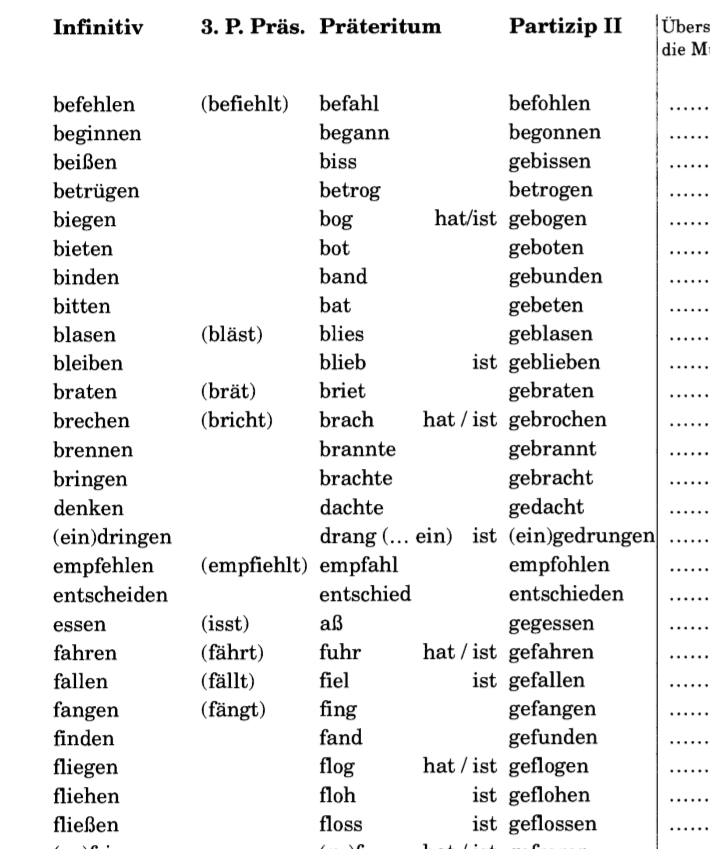 Infinitiv 3. P. Präs. Präteritum Partizip II Übers
die M
befehlen (befiehlt) befahl befohlen ......
beginnen begann begonnen ......
beißen biss gebissen ......
betrügen betrog betrogen ......
biegen bog hat/ist gebogen ......
bieten bot geboten ......
binden band gebunden ......
bitten bat gebeten ......
blasen (bläst) blies geblasen ......
bleiben blieb ist geblieben ......
braten (brät) briet gebraten ......
brechen (bricht) brach hat / ist gebrochen ......
brennen brannte gebrannt ......
bringen brachte gebracht ......
denken dachte gedacht ......
(ein)dringen drang (... ein) ist (ein)gedrungen ......
empfehlen (empfiehlt) empfahl empfohlen ......
entscheiden entschied entschieden ......
essen (isst) aß gegessen ......
fahren (fährt) fuhr hat / ist gefahren ......
fallen (fällt) fiel ist gefallen ......
fangen (fängt) fing gefangen ......
finden fand gefunden ......
fliegen flog hat / ist geflogen ......
fliehen floh ist geflohen ......
fließen floss ist geflossen ......